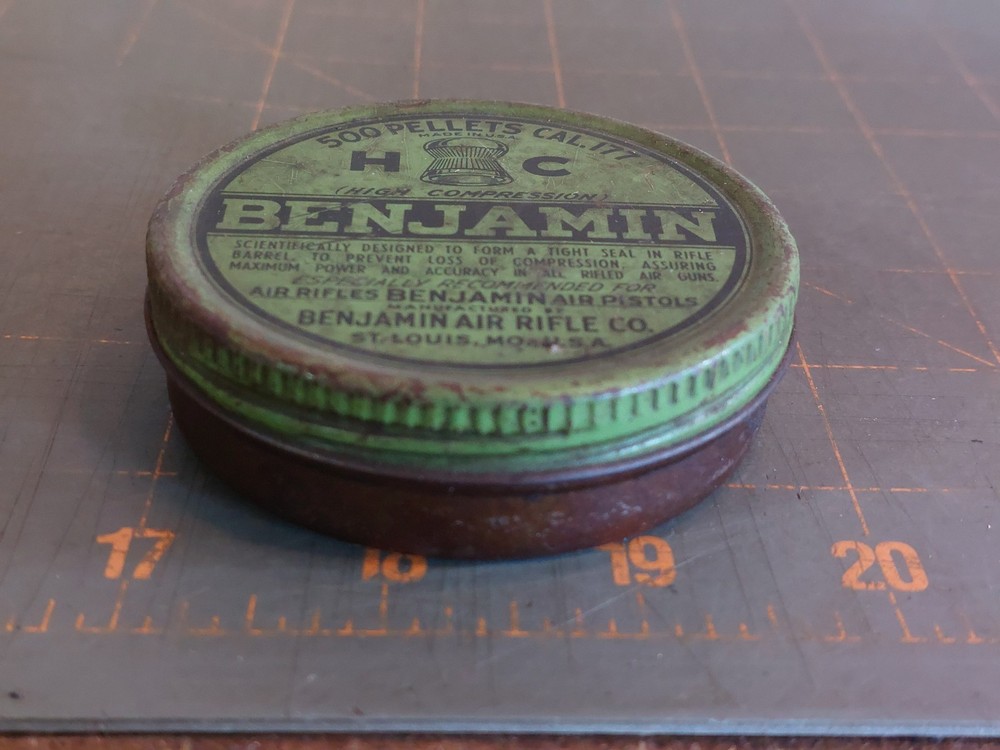 500 PELLETS CAL. 177
MADE IN U.S.A.
H C
(HIGH COMPRESSION)
BENJAMIN
SCIENTIFICALLY DESIGNED TO FORM A TIGHT SEAL IN RIFLE
BARREL, TO PREVENT LOSS OF COMPRESSION, ASSURING
MAXIMUM POWER AND ACCURACY IN ALL RIFLED AIR GUNS.
ESPECIALLY RECOMMENDED FOR
AIR RIFLES BENJAMIN AIR PISTOLS
MANUFACTURED BY
BENJAMIN AIR RIFLE CO.
ST. LOUIS, MO., U.S.A.
17 18 19 20